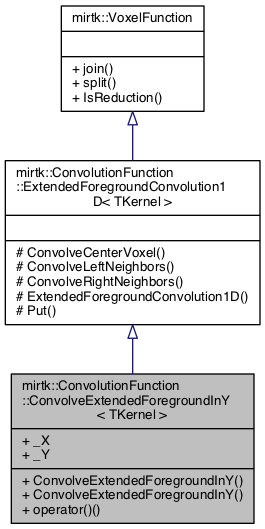 mirtk::VoxelFunction
+ join()
+ split()
+ IsReduction()
mirtk::ConvolutionFunction
::ExtendedForegroundConvolution1
D< TKernel >
# ConvolveCenterVoxel()
# ConvolveLeftNeighbors()
# ConvolveRightNeighbors()
# ExtendedForegroundConvolution1D()
# Put()
mirtk::ConvolutionFunction
::ConvolveExtendedForegroundInY
< TKernel >
+ _X
+ _Y
+ ConvolveExtendedForegroundInY()
+ ConvolveExtendedForegroundInY()
+ operator()()